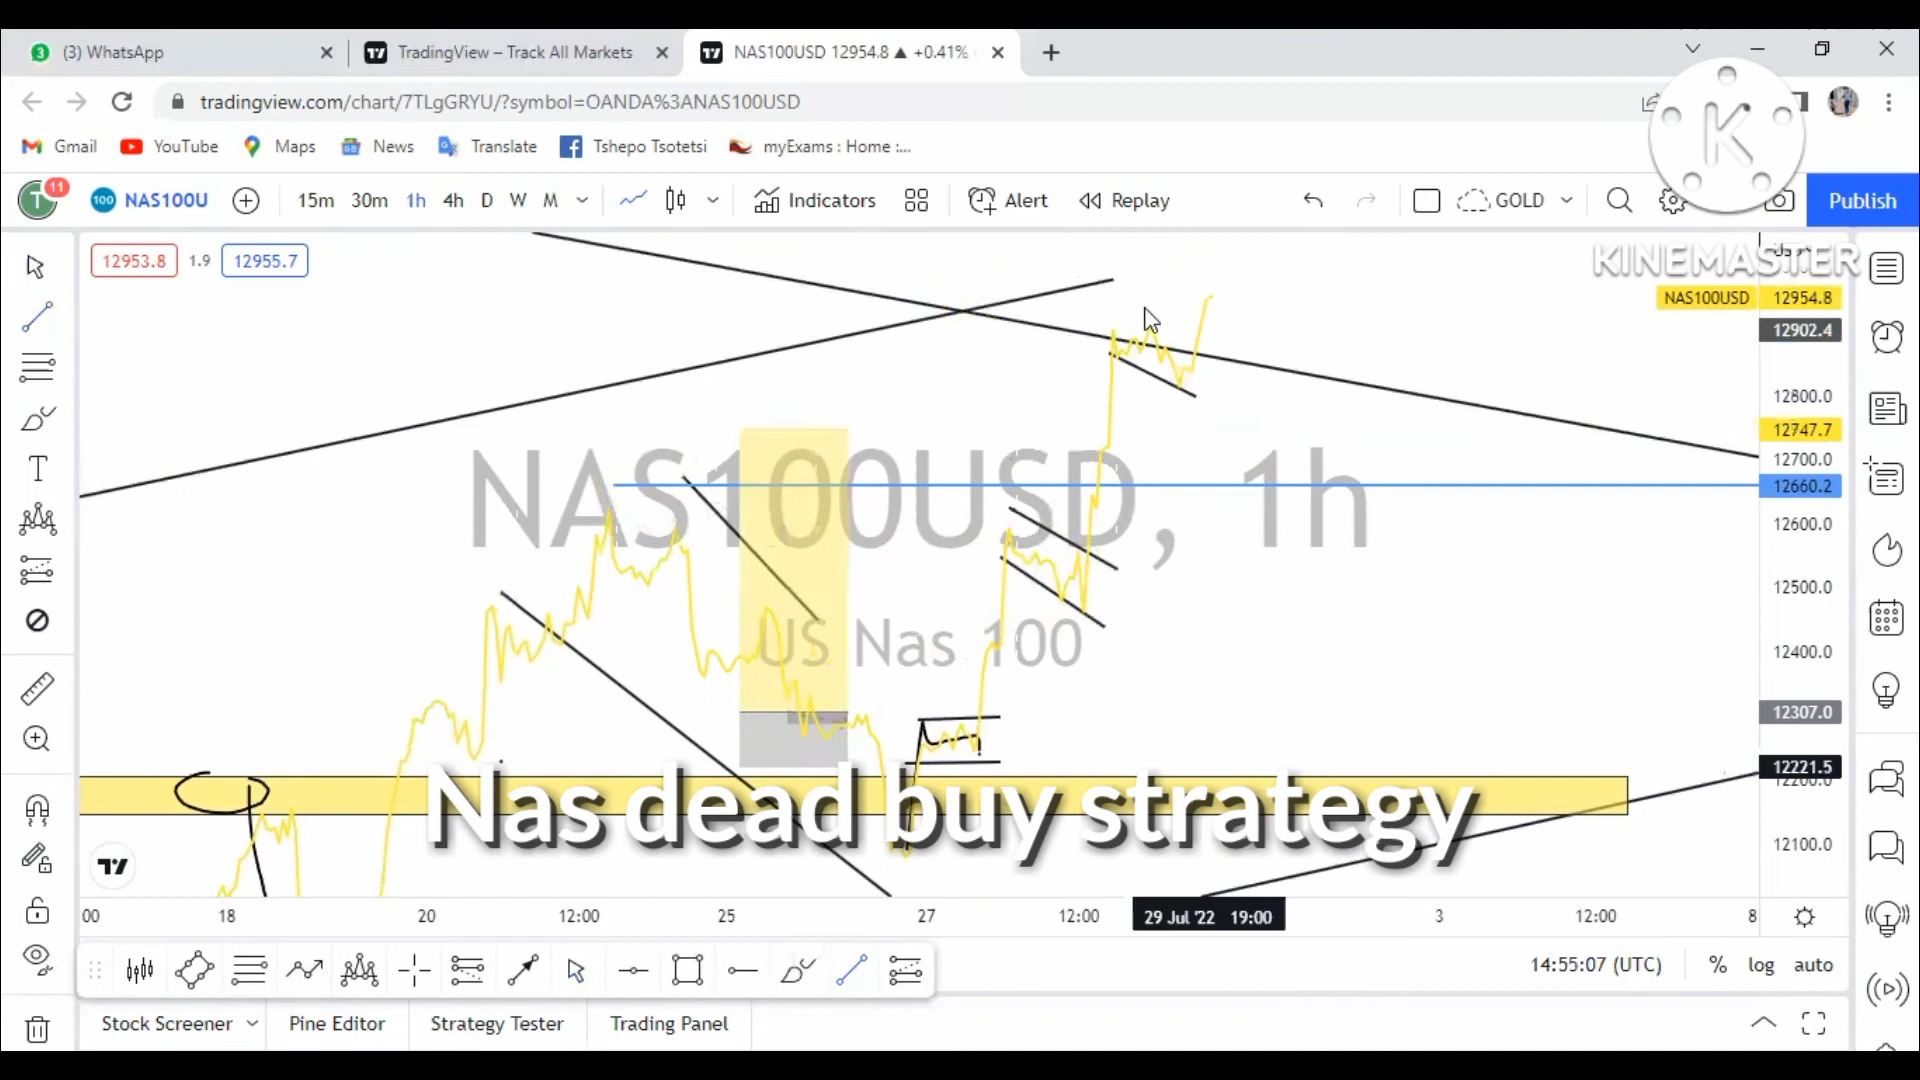 3 (3) WhatsApp
TradingView – Track All Markets
NAS100USD 12954.8 ▲ +0.41%
tradingview.com/chart/7TLgGRYU/?symbol=OANDA%3ANAS100USD
Gmail YouTube Maps News Translate Tshepo Tsotetsi myExams : Home :...
T 11 100 NAS100U 15m 30m 1h 4h D W M Indicators Alert Replay GOLD Publish
K
KINEMASTER
12953.8 1.9 12955.7
NAS100USD 12954.8
12902.4
12800.0
12747.7
12700.0
12660.2
12600.0
12500.0
12400.0
12307.0
12221.5
12200.0
12100.0
NAS100USD, 1h
US Nas 100
Nas dead buy strategy
00 18 20 12:00 25 27 12:00 29 Jul '22 19:00 3 12:00 8
14:55:07 (UTC) % log auto
Stock Screener Pine Editor Strategy Tester Trading Panel